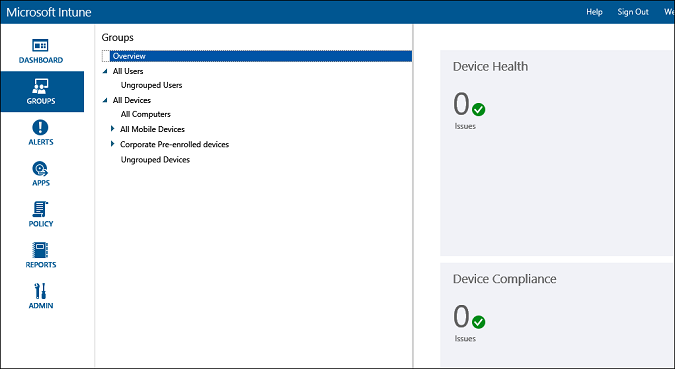 Microsoft Intune
Help Sign Out We
DASHBOARD
GROUPS
ALERTS
APPS
POLICY
REPORTS
ADMIN
Groups
Overview
All Users
Ungrouped Users
All Devices
All Computers
All Mobile Devices
Corporate Pre-enrolled devices
Ungrouped Devices
Device Health
0
Issues
Device Compliance
0
Issues